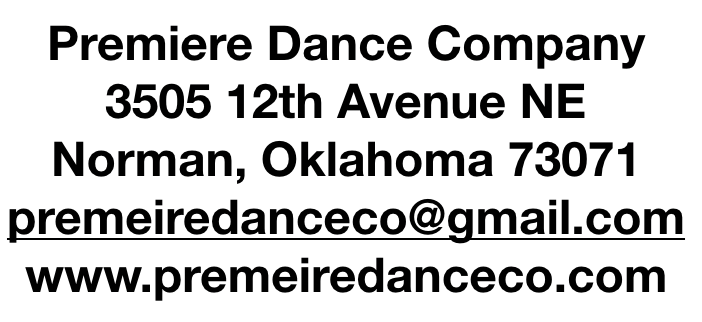 Premiere Dance Company
3505 12th Avenue NE
Norman, Oklahoma 73071
premeiredanceco@gmail.com
www.premeiredanceco.com